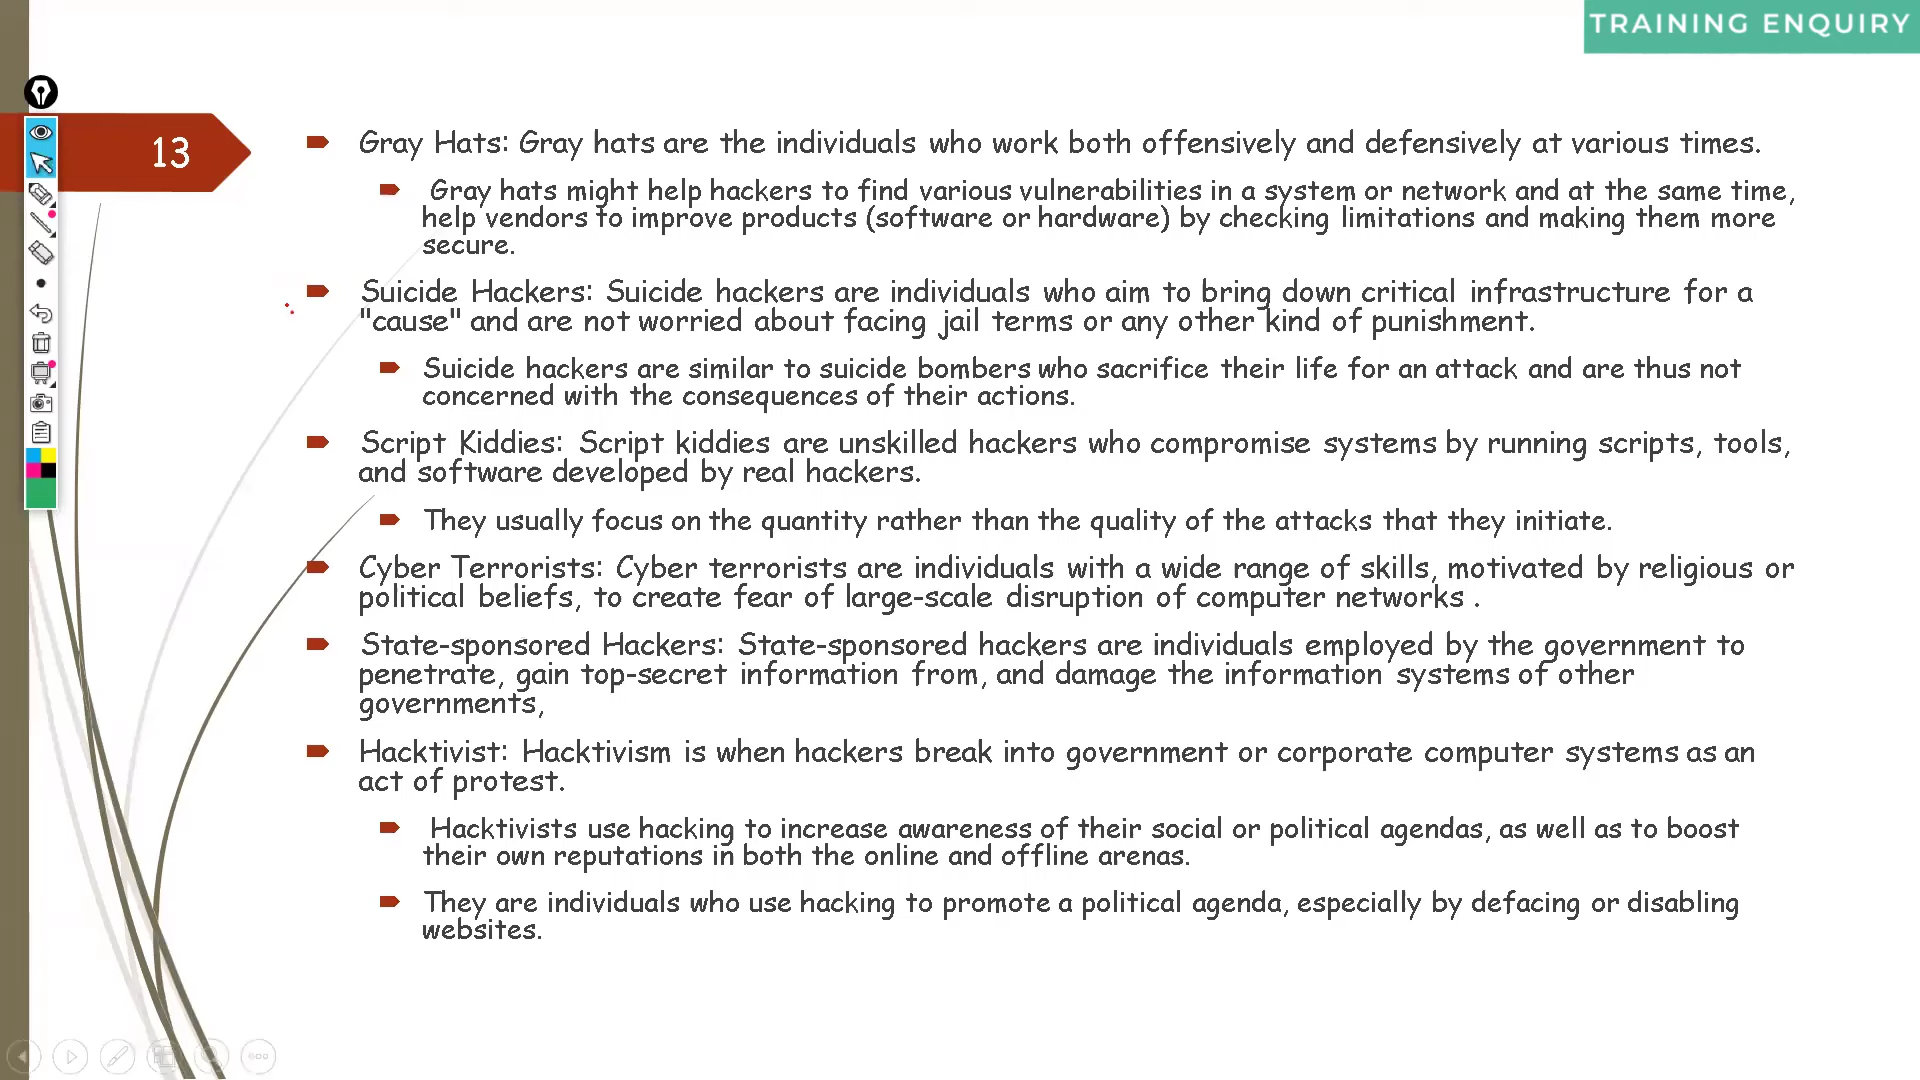 TRAINING ENQUIRY
13
Gray Hats: Gray hats are the individuals who work both offensively and defensively at various times.
Gray hats might help hackers to find various vulnerabilities in a system or network and at the same time,
help vendors to improve products (software or hardware) by checking limitations and making them more
secure.
Suicide Hackers: Suicide hackers are individuals who aim to bring down critical infrastructure for a
"cause" and are not worried about facing jail terms or any other kind of punishment.
Suicide hackers are similar to suicide bombers who sacrifice their life for an attack and are thus not
concerned with the consequences of their actions.
Script Kiddies: Script kiddies are unskilled hackers who compromise systems by running scripts, tools,
and software developed by real hackers.
They usually focus on the quantity rather than the quality of the attacks that they initiate.
Cyber Terrorists: Cyber terrorists are individuals with a wide range of skills, motivated by religious or
political beliefs, to create fear of large-scale disruption of computer networks .
State-sponsored Hackers: State-sponsored hackers are individuals employed by the government to
penetrate, gain top-secret information from, and damage the information systems of other
governments,
Hacktivist: Hacktivism is when hackers break into government or corporate computer systems as an
act of protest.
Hacktivists use hacking to increase awareness of their social or political agendas, as well as to boost
their own reputations in both the online and offline arenas.
They are individuals who use hacking to promote a political agenda, especially by defacing or disabling
websites.